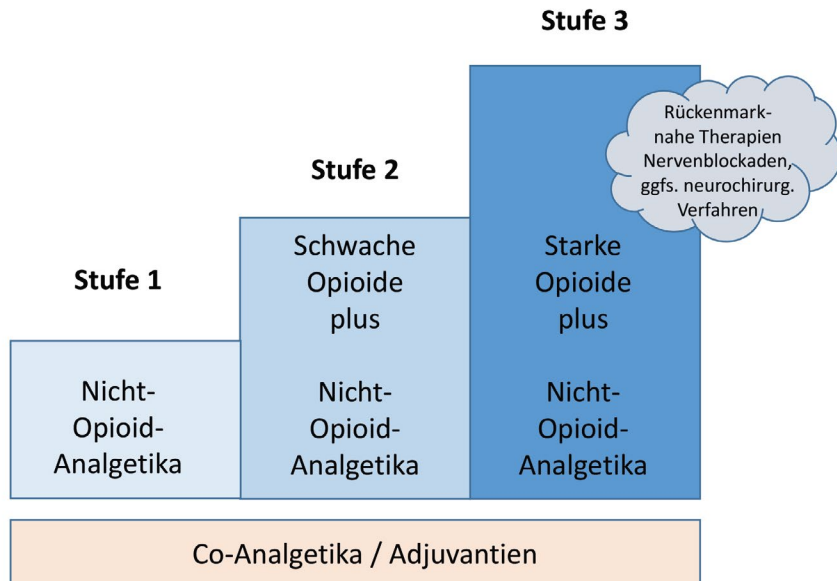 Stufe 1
Nicht-
Opioid-
Analgetika
Stufe 2
Schwache
Opioide
plus
Nicht-
Opioid-
Analgetika
Stufe 3
Starke
Opioide
plus
Nicht-
Opioid-
Analgetika
Rückenmark-
nahe Therapien
Nervenblockaden,
ggfs. neurochirurg.
Verfahren
Co-Analgetika / Adjuvantien